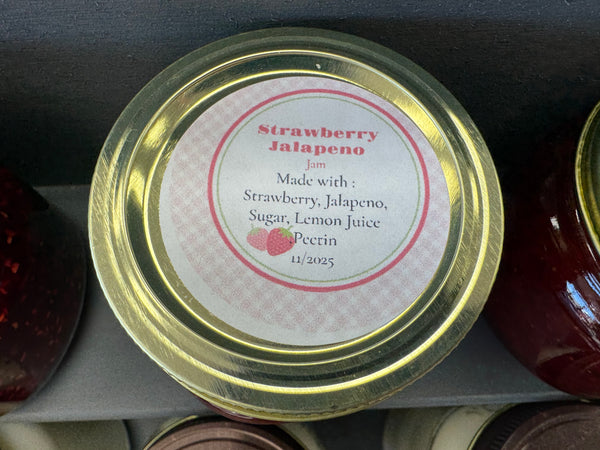 Strawberry
Jalapeno
Jam
Made with :
Strawberry, Jalapeno,
Sugar, Lemon Juice
Pectin
11/2025